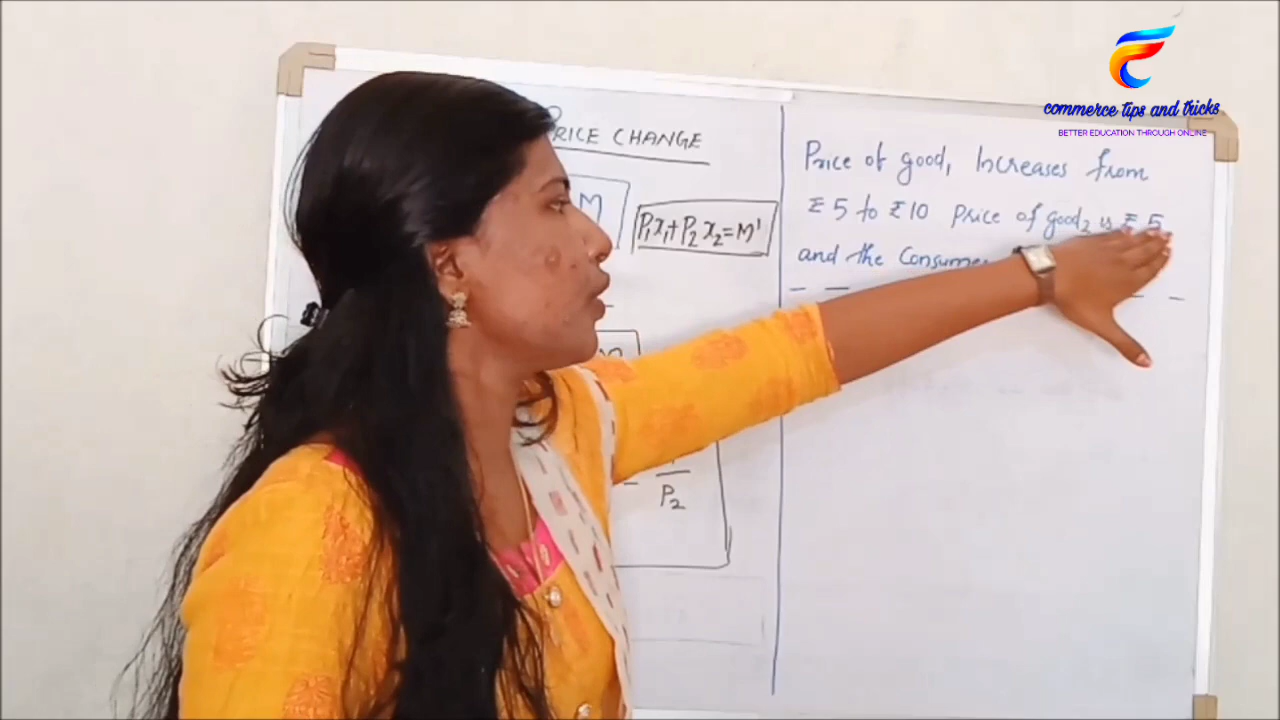 commerce tips and tricks
BETTER EDUCATION THROUGH ONLINE
PRICE CHANGE
M
P₁x₁+P₂x₂=M'
P₂
Price of good₁ Increases from
₹5 to ₹10 Price of good₂ is ₹5
and the Consumer